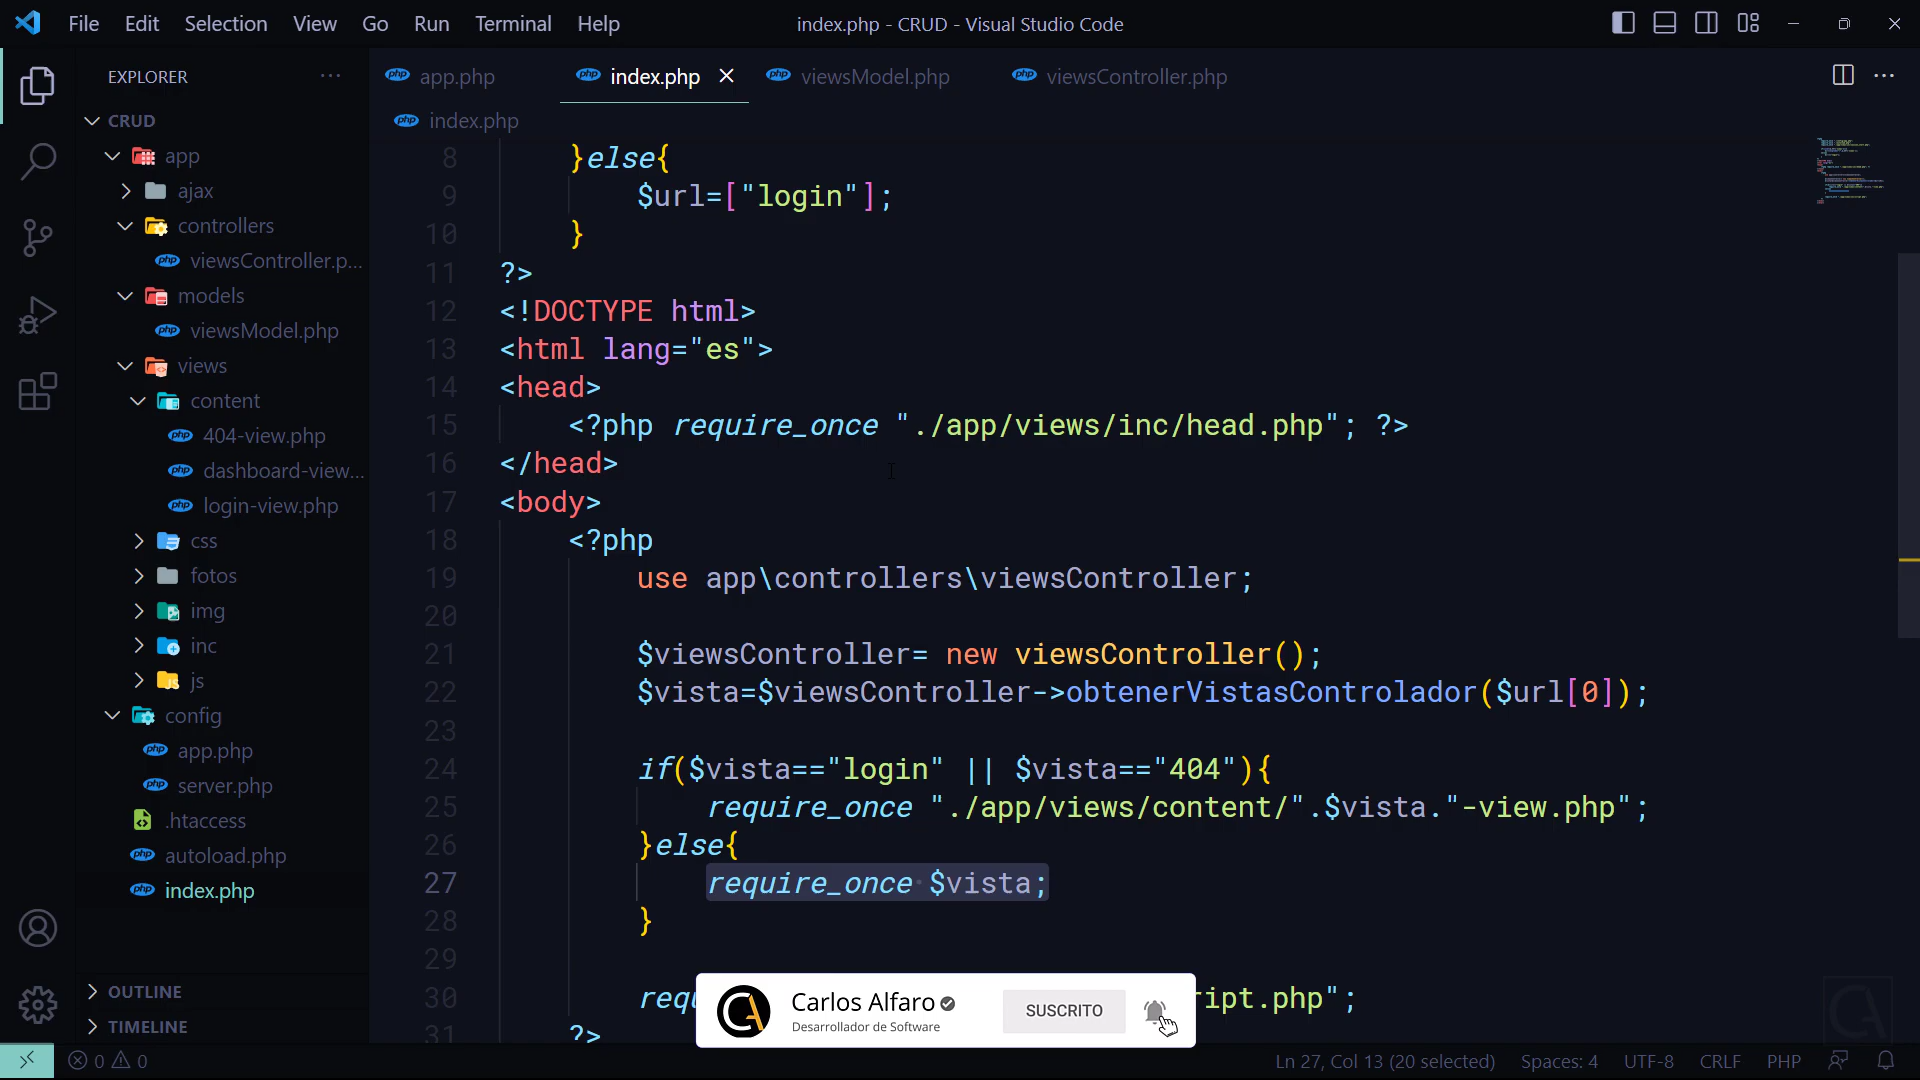 File Edit Selection View Go Run Terminal Help
index.php - CRUD - Visual Studio Code
EXPLORER
CRUD
app
ajax
controllers
viewsController.p...
models
viewsModel.php
views
content
404-view.php
dashboard-view...
login-view.php
css
fotos
img
inc
js
config
app.php
server.php
.htaccess
autoload.php
index.php
OUTLINE
TIMELINE
app.php index.php viewsModel.php viewsController.php
index.php
8 }else{
9 $url=["login"];
10 }
11 ?>
12 <!DOCTYPE html>
13 <html lang="es">
14 <head>
15 <?php require_once "./app/views/inc/head.php"; ?>
16 </head>
17 <body>
18 <?php
19 use app\controllers\viewsController;
20
21 $viewsController= new viewsController();
22 $vista=$viewsController->obtenerVistasControlador($url[0]);
23
24 if($vista=="login" || $vista=="404"){
25 require_once "./app/views/content/".$vista."-view.php";
26 }else{
27 require_once $vista;
28 }
29
30 requ ript.php";
31 ?>
Carlos Alfaro
Desarrollador de Software
SUSCRITO
0 0
Ln 27, Col 13 (20 selected) Spaces: 4 UTF-8 CRLF PHP